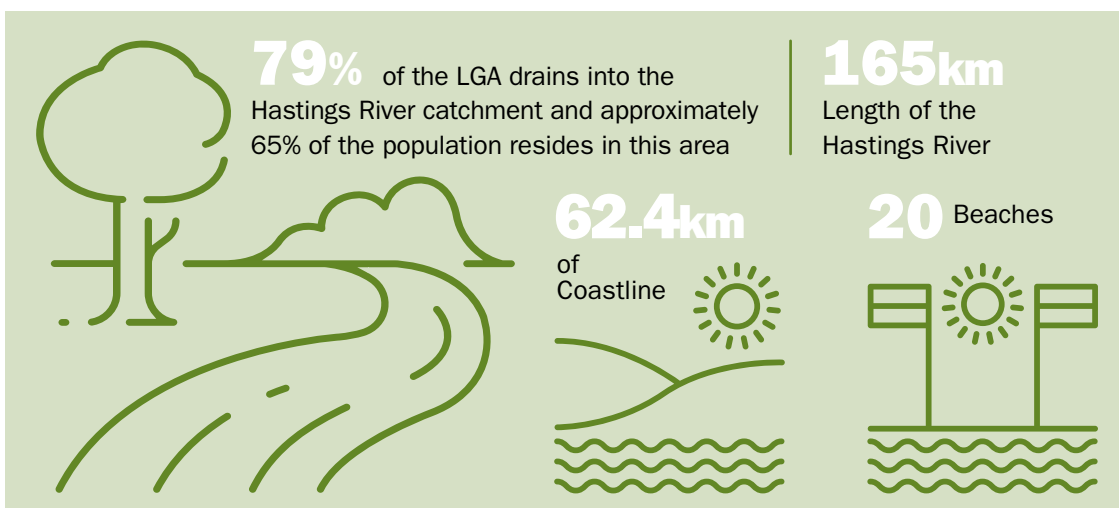 79% of the LGA drains into the
Hastings River catchment and approximately
65% of the population resides in this area
165km
Length of the
Hastings River
62.4km
of
Coastline
20 Beaches